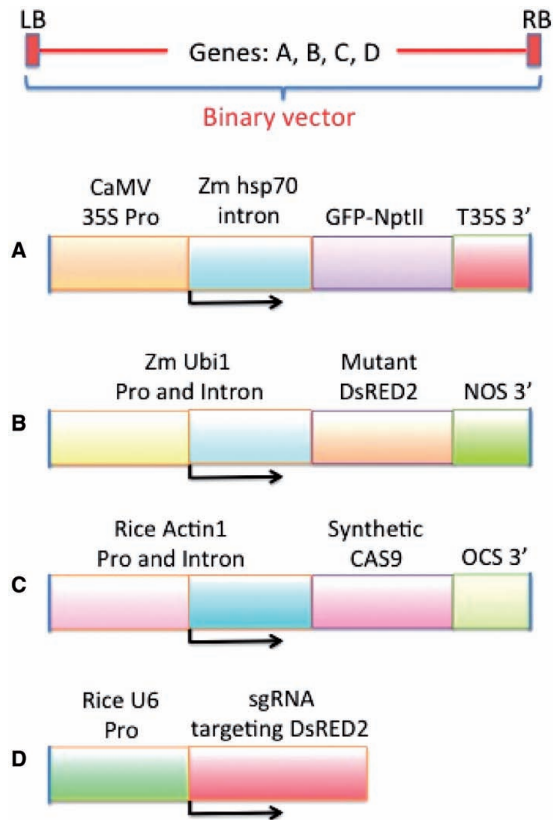 LB RB
Genes: A, B, C, D
Binary vector
CaMV 35S Pro
Zm hsp70 intron
GFP-NptII
T35S 3’
A
Zm Ubi1
Pro and Intron
Mutant
DsRED2
NOS 3’
B
Rice Actin1
Pro and Intron
Synthetic
CAS9
OCS 3’
C
Rice U6
Pro
sgRNA
targeting DsRED2
D